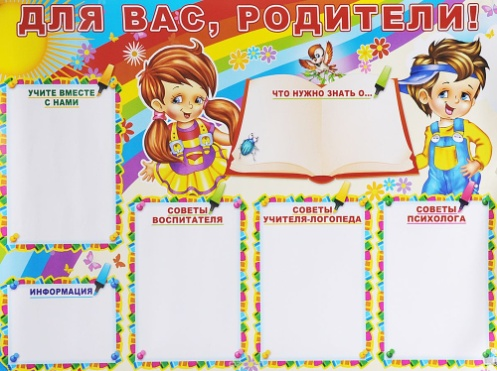 ДЛЯ ВАС, РОДИТЕЛИ!
УЧИТЕ ВМЕСТЕ
С НАМИ
ЧТО НУЖНО ЗНАТЬ О...
СОВЕТЫ
ВОСПИТАТЕЛЯ
СОВЕТЫ
УЧИТЕЛЯ-ЛОГОПЕДА
СОВЕТЫ
ПСИХОЛОГА
ИНФОРМАЦИЯ